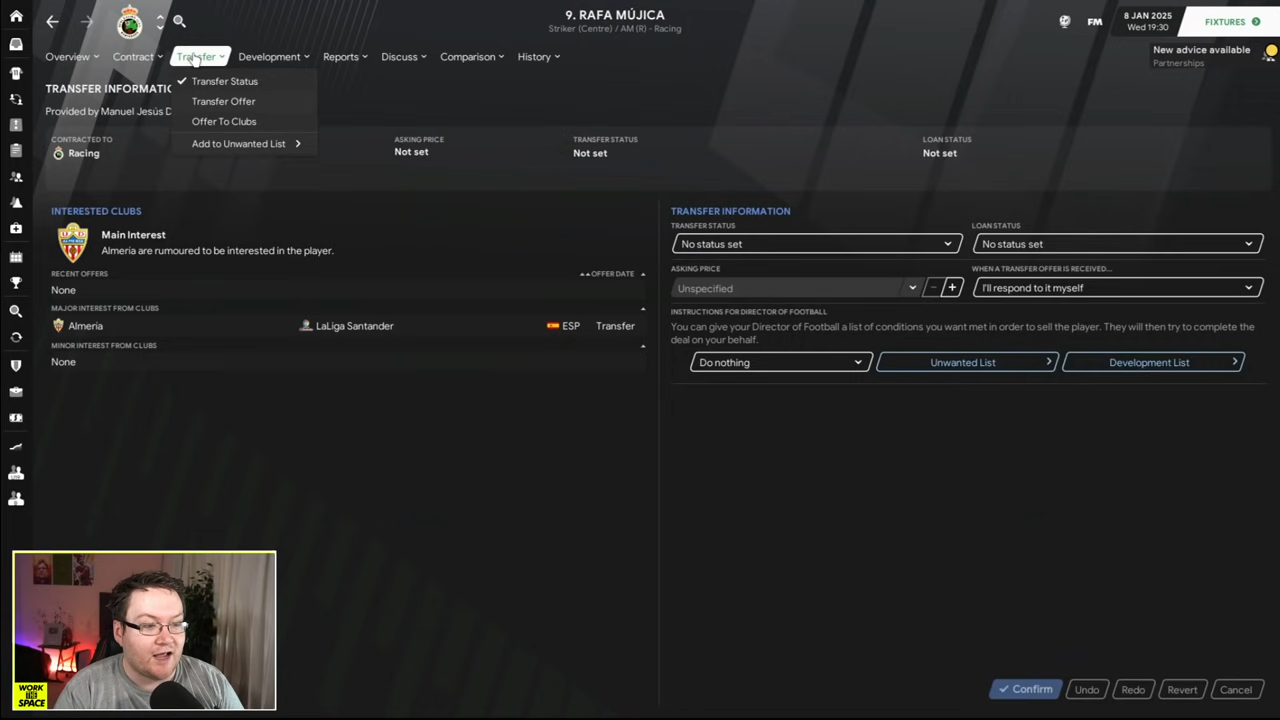 9. RAFA MÚJICA
Striker (Centre) / AM (R) - Racing
FM
8 JAN 2025
Wed 19:30
FIXTURES
New advice available
Partnerships
Overview
Contract
Transfer
Development
Reports
Discuss
Comparison
History
Transfer Status
Transfer Offer
Offer To Clubs
Add to Unwanted List
TRANSFER INFORMATIO
Provided by Manuel Jesús D
CONTRACTED TO
Racing
ASKING PRICE
Not set
TRANSFER STATUS
Not set
LOAN STATUS
Not set
INTERESTED CLUBS
Main Interest
Almeria are rumoured to be interested in the player.
RECENT OFFERS
OFFER DATE
None
MAJOR INTEREST FROM CLUBS
Almeria LaLiga Santander ESP Transfer
MINOR INTEREST FROM CLUBS
None
TRANSFER INFORMATION
TRANSFER STATUS
No status set
LOAN STATUS
No status set
ASKING PRICE
Unspecified
WHEN A TRANSFER OFFER IS RECEIVED...
I'll respond to it myself
INSTRUCTIONS FOR DIRECTOR OF FOOTBALL
You can give your Director of Football a list of conditions you want met in order to sell the player. They will then try to complete the
deal on your behalf.
Do nothing
Unwanted List
Development List
Confirm
Undo
Redo
Revert
Cancel
WORK
THE
SPACE